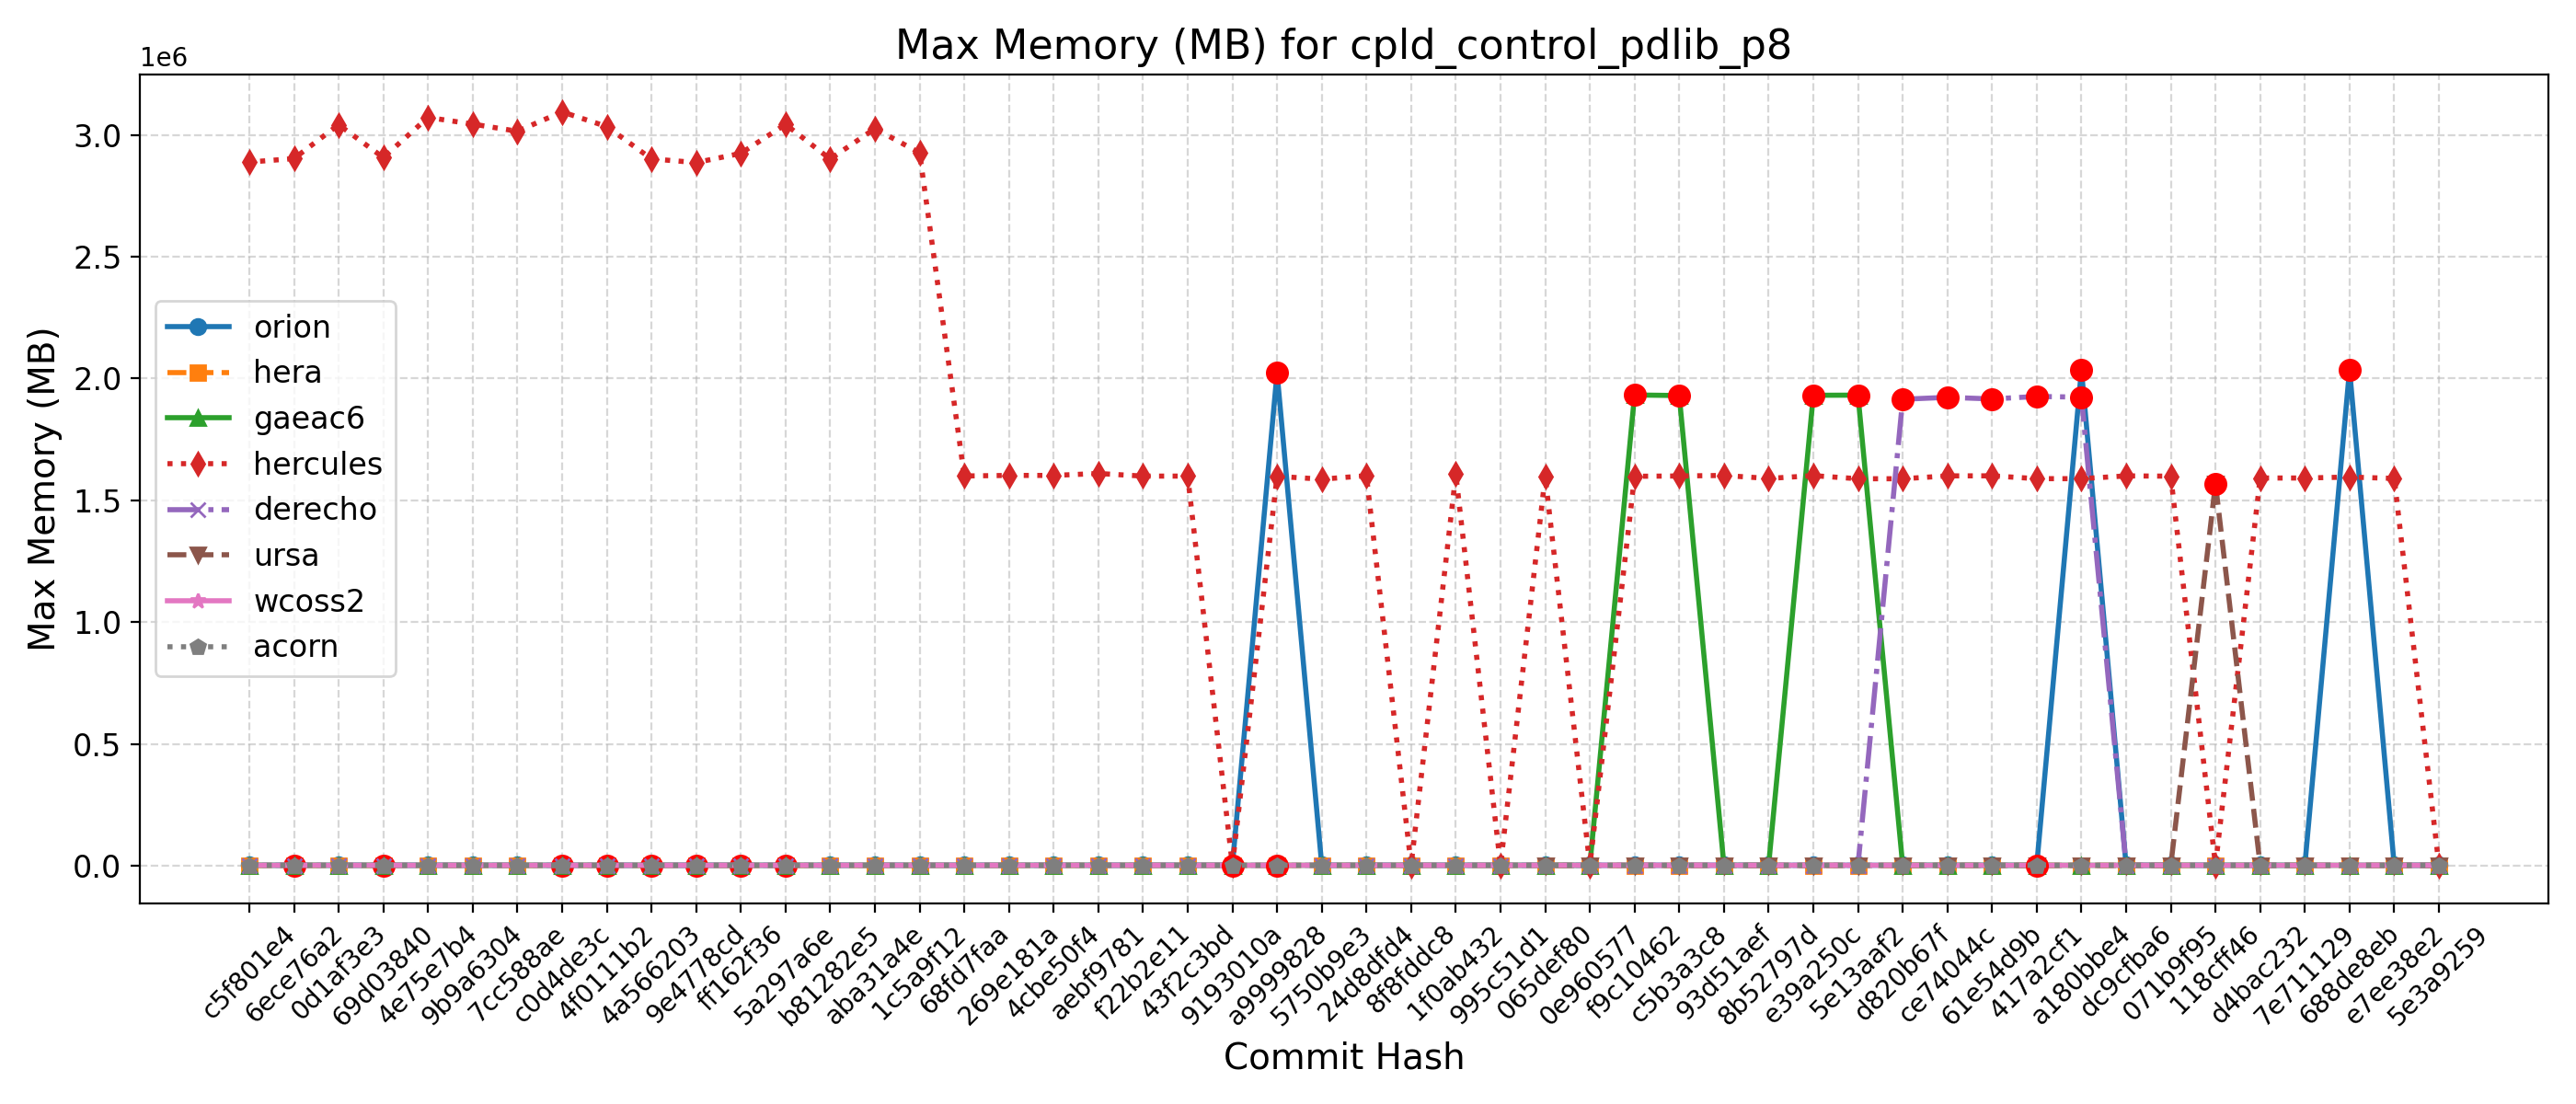 Max Memory (MB) for cpld_control_pdlib_p8
1e6
3.0
2.5
2.0
1.5
1.0
0.5
0.0
Max Memory (MB)
orion
hera
gaeac6
hercules
derecho
ursa
wcoss2
acorn
c5f801e4
6ece76a2
0d1af3e3
69d03840
4e75e7b4
9b9a6304
7cc588ae
c0d4de3c
4f0111b2
4a566203
9e4778cd
ff162f36
5a297a6e
b81282e5
aba31a4e
1c5a9f12
68fd7faa
269e181a
4cbe50f4
aebf9781
f22b2e11
43f2c3bd
9193010a
a9999828
5750b9e3
24d8dfd4
8f8fddc8
1f0ab432
995c51d1
065def80
0e960577
f9c10462
c5b3a3c8
93d51aef
8b52797d
e39a250c
5e13aaf2
d820b67f
ce74044c
61e54d9b
417a2cf1
a180bbe4
dc9cfba6
071b9f95
118cff46
d4bac232
7e711129
688de8eb
e7ee38e2
5e3a9259
Commit Hash